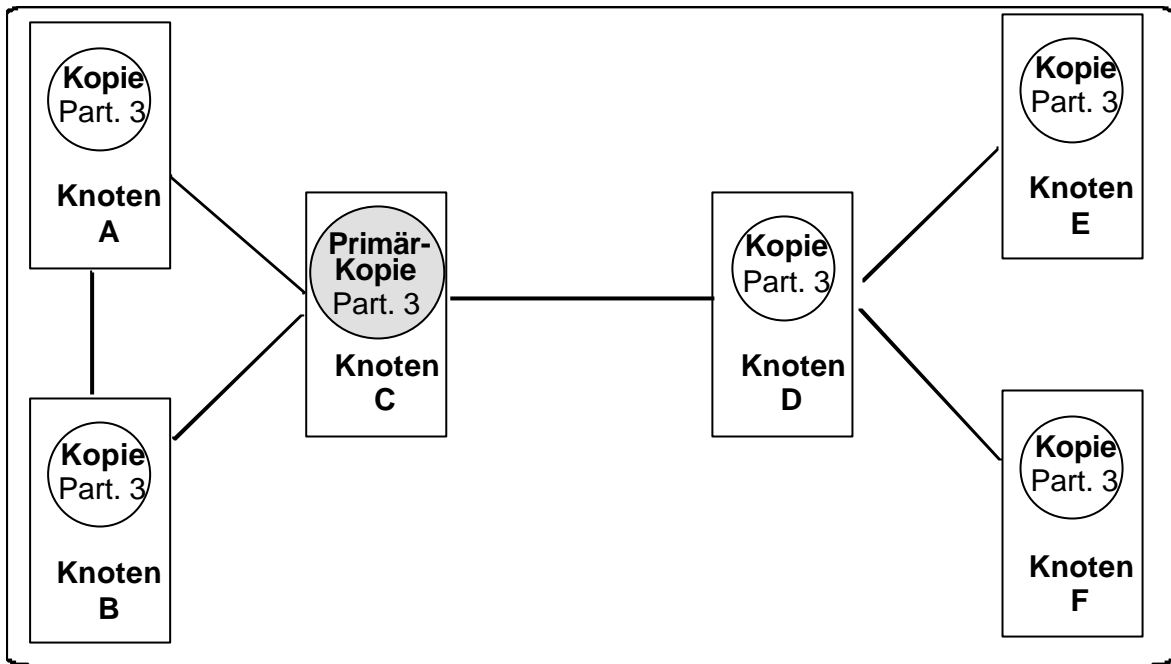 Kopie
Part. 3
Knoten
A
Kopie
Part. 3
Knoten
B
Primär-
Kopie
Part. 3
Knoten
C
Kopie
Part. 3
Knoten
D
Kopie
Part. 3
Knoten
E
Kopie
Part. 3
Knoten
F